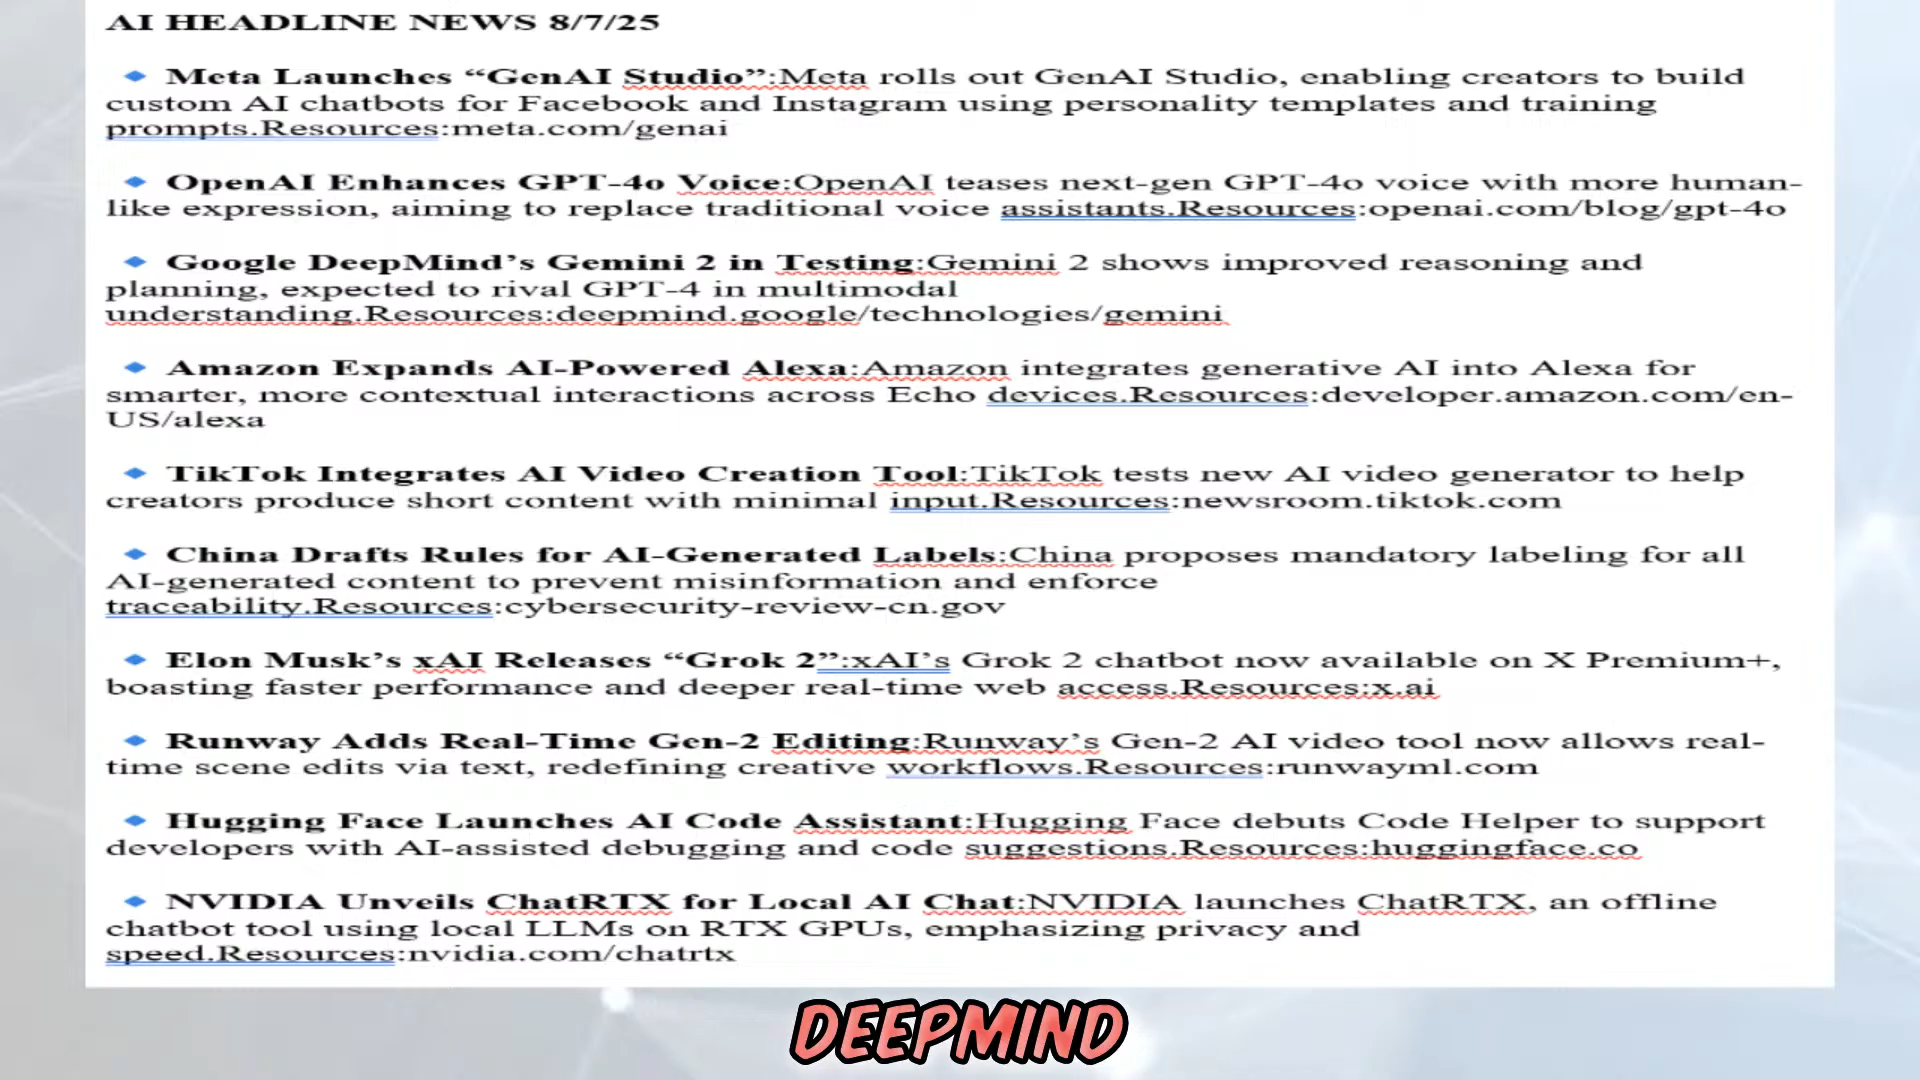 AI HEADLINE NEWS 8/7/25
🔹 Meta Launches “GenAI Studio”:Meta rolls out GenAI Studio, enabling creators to build
custom AI chatbots for Facebook and Instagram using personality templates and training
prompts.Resources:meta.com/genai
🔹 OpenAI Enhances GPT-4o Voice:OpenAI teases next-gen GPT-4o voice with more human-
like expression, aiming to replace traditional voice assistants.Resources:openai.com/blog/gpt-4o
🔹 Google DeepMind’s Gemini 2 in Testing:Gemini 2 shows improved reasoning and
planning, expected to rival GPT-4 in multimodal
understanding.Resources:deepmind.google/technologies/gemini
🔹 Amazon Expands AI-Powered Alexa:Amazon integrates generative AI into Alexa for
smarter, more contextual interactions across Echo devices.Resources:developer.amazon.com/en-
US/alexa
🔹 TikTok Integrates AI Video Creation Tool:TikTok tests new AI video generator to help
creators produce short content with minimal input.Resources:newsroom.tiktok.com
🔹 China Drafts Rules for AI-Generated Labels:China proposes mandatory labeling for all
AI-generated content to prevent misinformation and enforce
traceability.Resources:cybersecurity-review-cn.gov
🔹 Elon Musk’s xAI Releases “Grok 2”:xAI’s Grok 2 chatbot now available on X Premium+,
boasting faster performance and deeper real-time web access.Resources:x.ai
🔹 Runway Adds Real-Time Gen-2 Editing:Runway’s Gen-2 AI video tool now allows real-
time scene edits via text, redefining creative workflows.Resources:runwayml.com
🔹 Hugging Face Launches AI Code Assistant:Hugging Face debuts Code Helper to support
developers with AI-assisted debugging and code suggestions.Resources:huggingface.co
🔹 NVIDIA Unveils ChatRTX for Local AI Chat:NVIDIA launches ChatRTX, an offline
chatbot tool using local LLMs on RTX GPUs, emphasizing privacy and
speed.Resources:nvidia.com/chatrtx
DEEPMIND